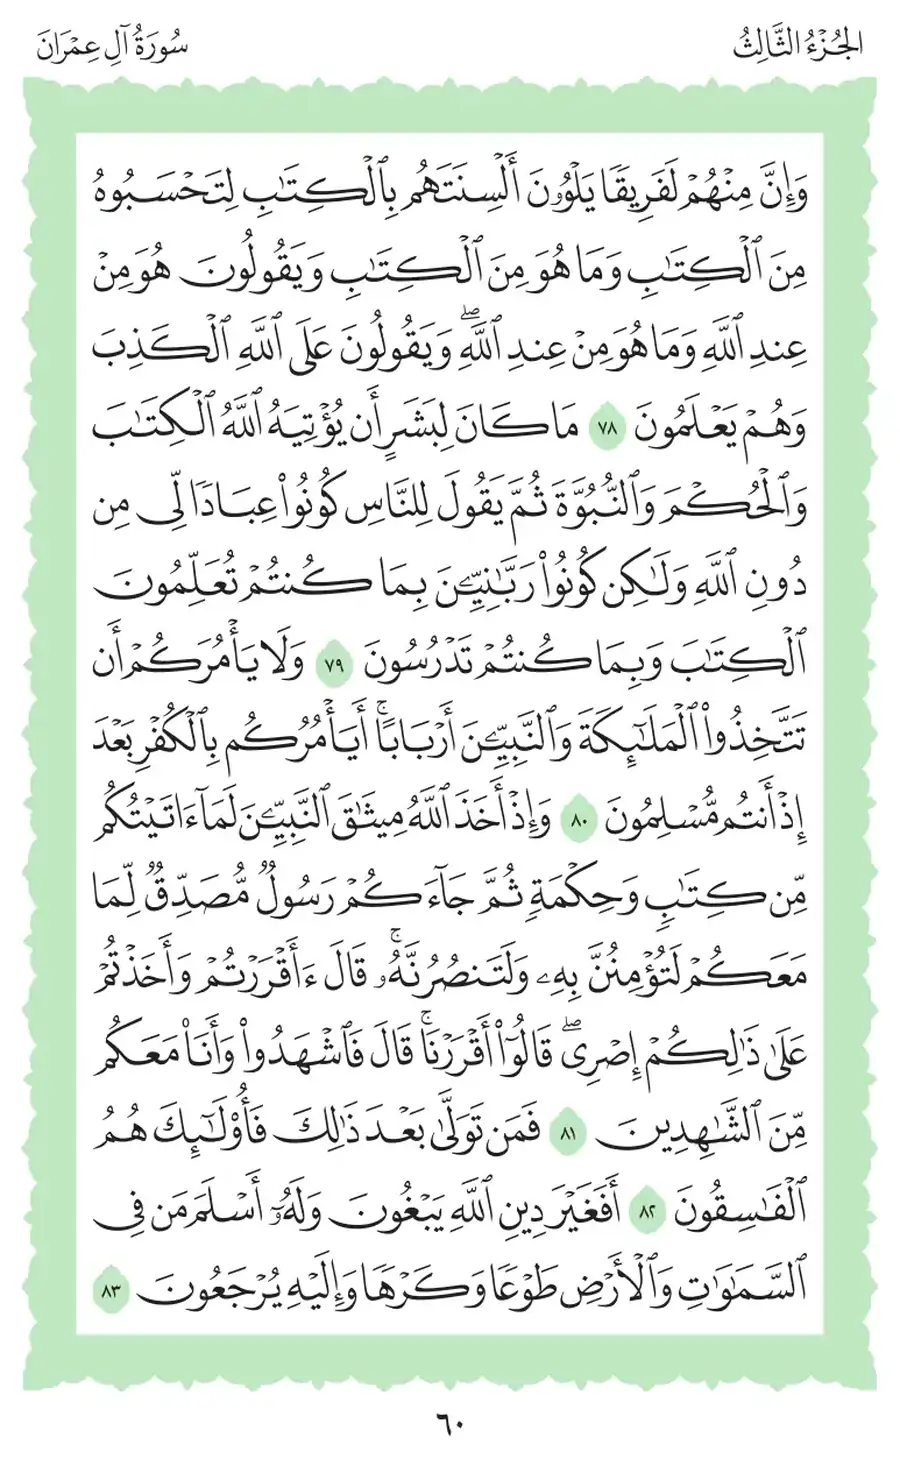 الجُزْءُ الثَّالِثُ
سُورَةُ آلِ عِمْرَانَ
وَإِنَّ مِنْهُمْ لَفَرِيقًا يَلْوُۥنَ أَلْسِنَتَهُم بِٱلْكِتَٰبِ لِتَحْسَبُوهُ
مِنَ ٱلْكِتَٰبِ وَمَا هُوَ مِنَ ٱلْكِتَٰبِ وَيَقُولُونَ هُوَ مِنْ
عِندِ ٱللَّهِ وَمَا هُوَ مِنْ عِندِ ٱللَّهِۖ وَيَقُولُونَ عَلَى ٱللَّهِ ٱلْكَذِبَ
وَهُمْ يَعْلَمُونَ ٧٨ مَا كَانَ لِبَشَرٍ أَن يُؤْتِيَهُ ٱللَّهُ ٱلْكِتَٰبَ
وَٱلْحُكْمَ وَٱلنُّبُوَّةَ ثُمَّ يَقُولَ لِلنَّاسِ كُونُوا۟ عِبَادًا لِّى مِن
دُونِ ٱللَّهِ وَلَٰكِن كُونُوا۟ رَبَّٰنِيِّۦنَ بِمَا كُنتُمْ تُعَلِّمُونَ
ٱلْكِتَٰبَ وَبِمَا كُنتُمْ تَدْرُسُونَ ٧٩ وَلَا يَأْمُرَكُمْ أَن
تَتَّخِذُوا۟ ٱلْمَلَٰٓئِكَةَ وَٱلنَّبِيِّۦنَ أَرْبَابًاۚ أَيَأْمُرُكُم بِٱلْكُفْرِ بَعْدَ
إِذْ أَنتُم مُّسْلِمُونَ ٨٠ وَإِذْ أَخَذَ ٱللَّهُ مِيثَٰقَ ٱلنَّبِيِّۦنَ لَمَآ ءَاتَيْتُكُم
مِّن كِتَٰبٍ وَحِكْمَةٍ ثُمَّ جَآءَكُمْ رَسُولٌ مُّصَدِّقٌ لِّمَا
مَعَكُمْ لَتُؤْمِنُنَّ بِهِۦ وَلَتَنصُرُنَّهُۥۚ قَالَ ءَأَقْرَرْتُمْ وَأَخَذْتُمْ
عَلَىٰ ذَٰلِكُمْ إِصْرِىۖ قَالُوٓا۟ أَقْرَرْنَاۚ قَالَ فَٱشْهَدُوا۟ وَأَنَا۠ مَعَكُم
مِّنَ ٱلشَّٰهِدِينَ ٨١ فَمَن تَوَلَّىٰ بَعْدَ ذَٰلِكَ فَأُو۟لَٰٓئِكَ هُمُ
ٱلْفَٰسِقُونَ ٨٢ أَفَغَيْرَ دِينِ ٱللَّهِ يَبْغُونَ وَلَهُۥٓ أَسْلَمَ مَن فِى
ٱلسَّمَٰوَٰتِ وَٱلْأَرْضِ طَوْعًا وَكَرْهًا وَإِلَيْهِ يُرْجَعُونَ ٨٣
٦٠